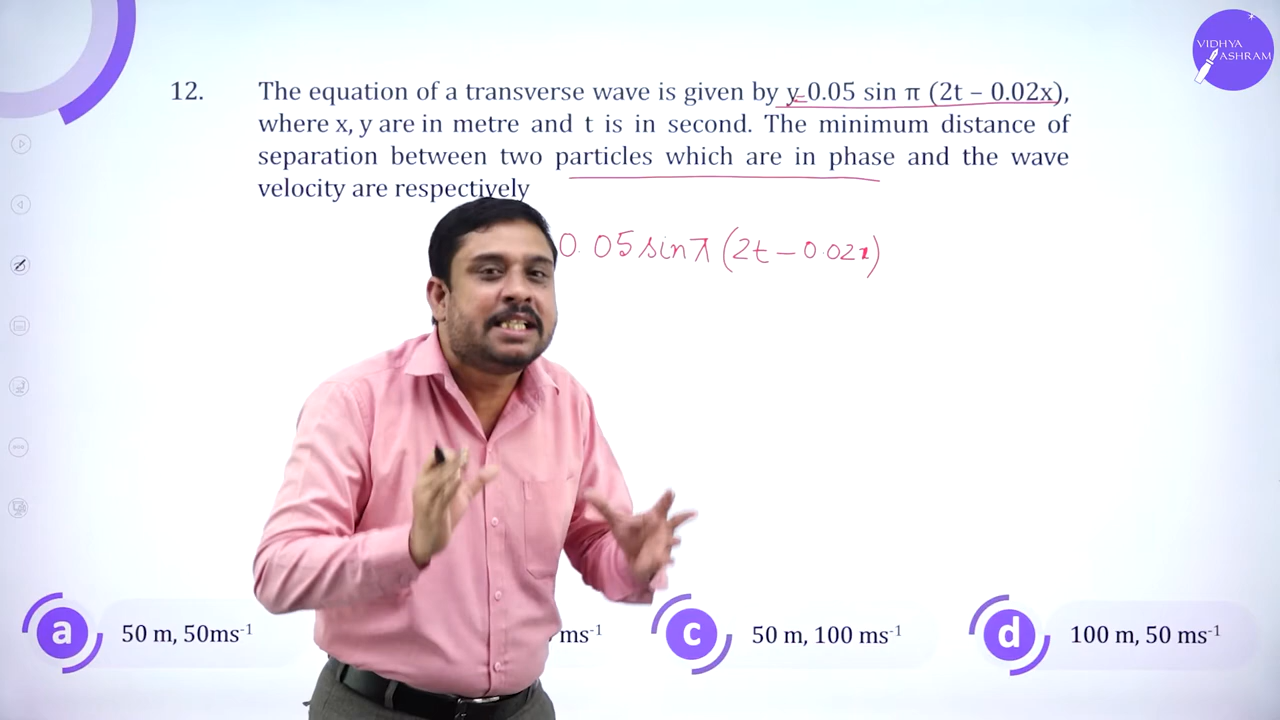 VIDHYA
ASHRAM
12. The equation of a transverse wave is given by y=0.05 sin π (2t – 0.02x),
where x, y are in metre and t is in second. The minimum distance of
separation between two particles which are in phase and the wave
velocity are respectively
0.05 sin π (2t – 0.02x)
a 50 m, 50ms⁻¹
ms⁻¹
c 50 m, 100 ms⁻¹
d 100 m, 50 ms⁻¹